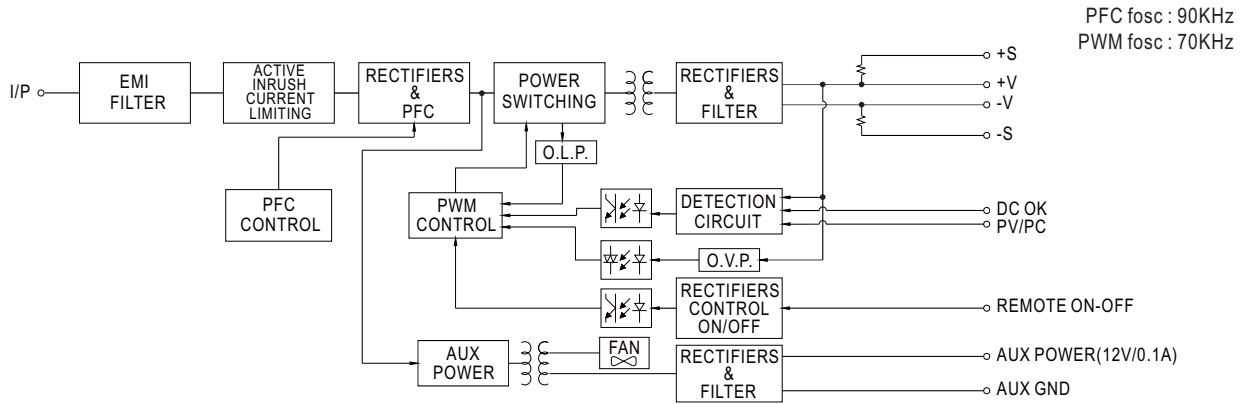 PFC fosc : 90KHz
PWM fosc : 70KHz
I/P
EMI
FILTER
ACTIVE
INRUSH
CURRENT
LIMITING
RECTIFIERS
&
PFC
POWER
SWITCHING
RECTIFIERS
&
FILTER
+S
+V
-V
-S
O.L.P.
PFC
CONTROL
PWM
CONTROL
DETECTION
CIRCUIT
DC OK
PV/PC
O.V.P.
RECTIFIERS
CONTROL
ON/OFF
REMOTE ON-OFF
AUX
POWER
FAN
RECTIFIERS
&
FILTER
AUX POWER(12V/0.1A)
AUX GND